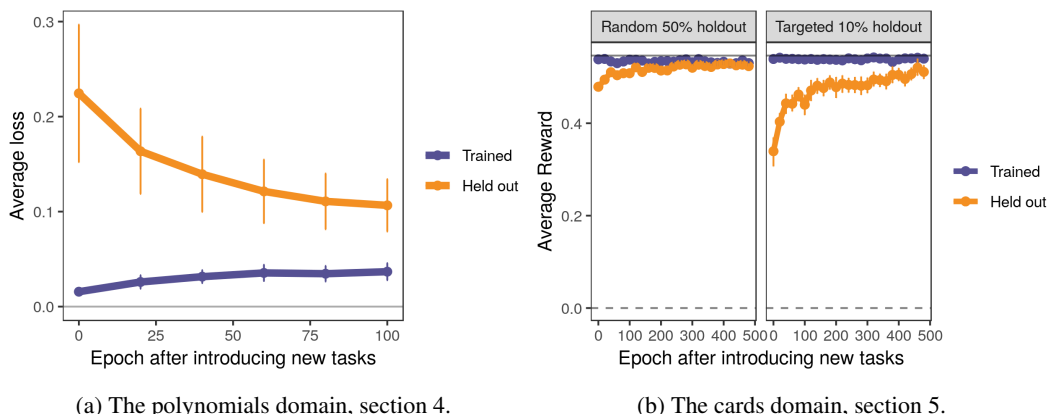 0.3
0.2
0.1
0.0
Average loss
0 25 50 75 100
Epoch after introducing new tasks
Trained
Held out
(a) The polynomials domain, section 4.
Random 50% holdout Targeted 10% holdout
0.4
0.2
0.0
Average Reward
0 100 200 300 400 500 0 100 200 300 400 500
Epoch after introducing new tasks
Trained
Held out
(b) The cards domain, section 5.